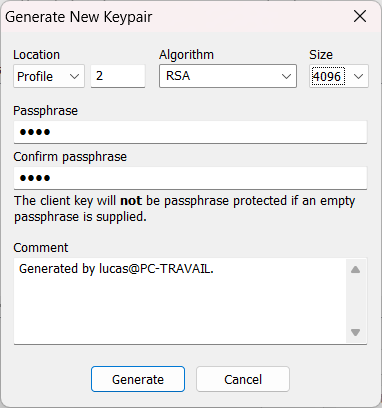 Generate New Keypair
Location Algorithm Size
Profile 2 RSA 4096
Passphrase
●●●●
Confirm passphrase
●●●●
The client key will not be passphrase protected if an empty
passphrase is supplied.
Comment
Generated by lucas@PC-TRAVAIL.
Generate Cancel